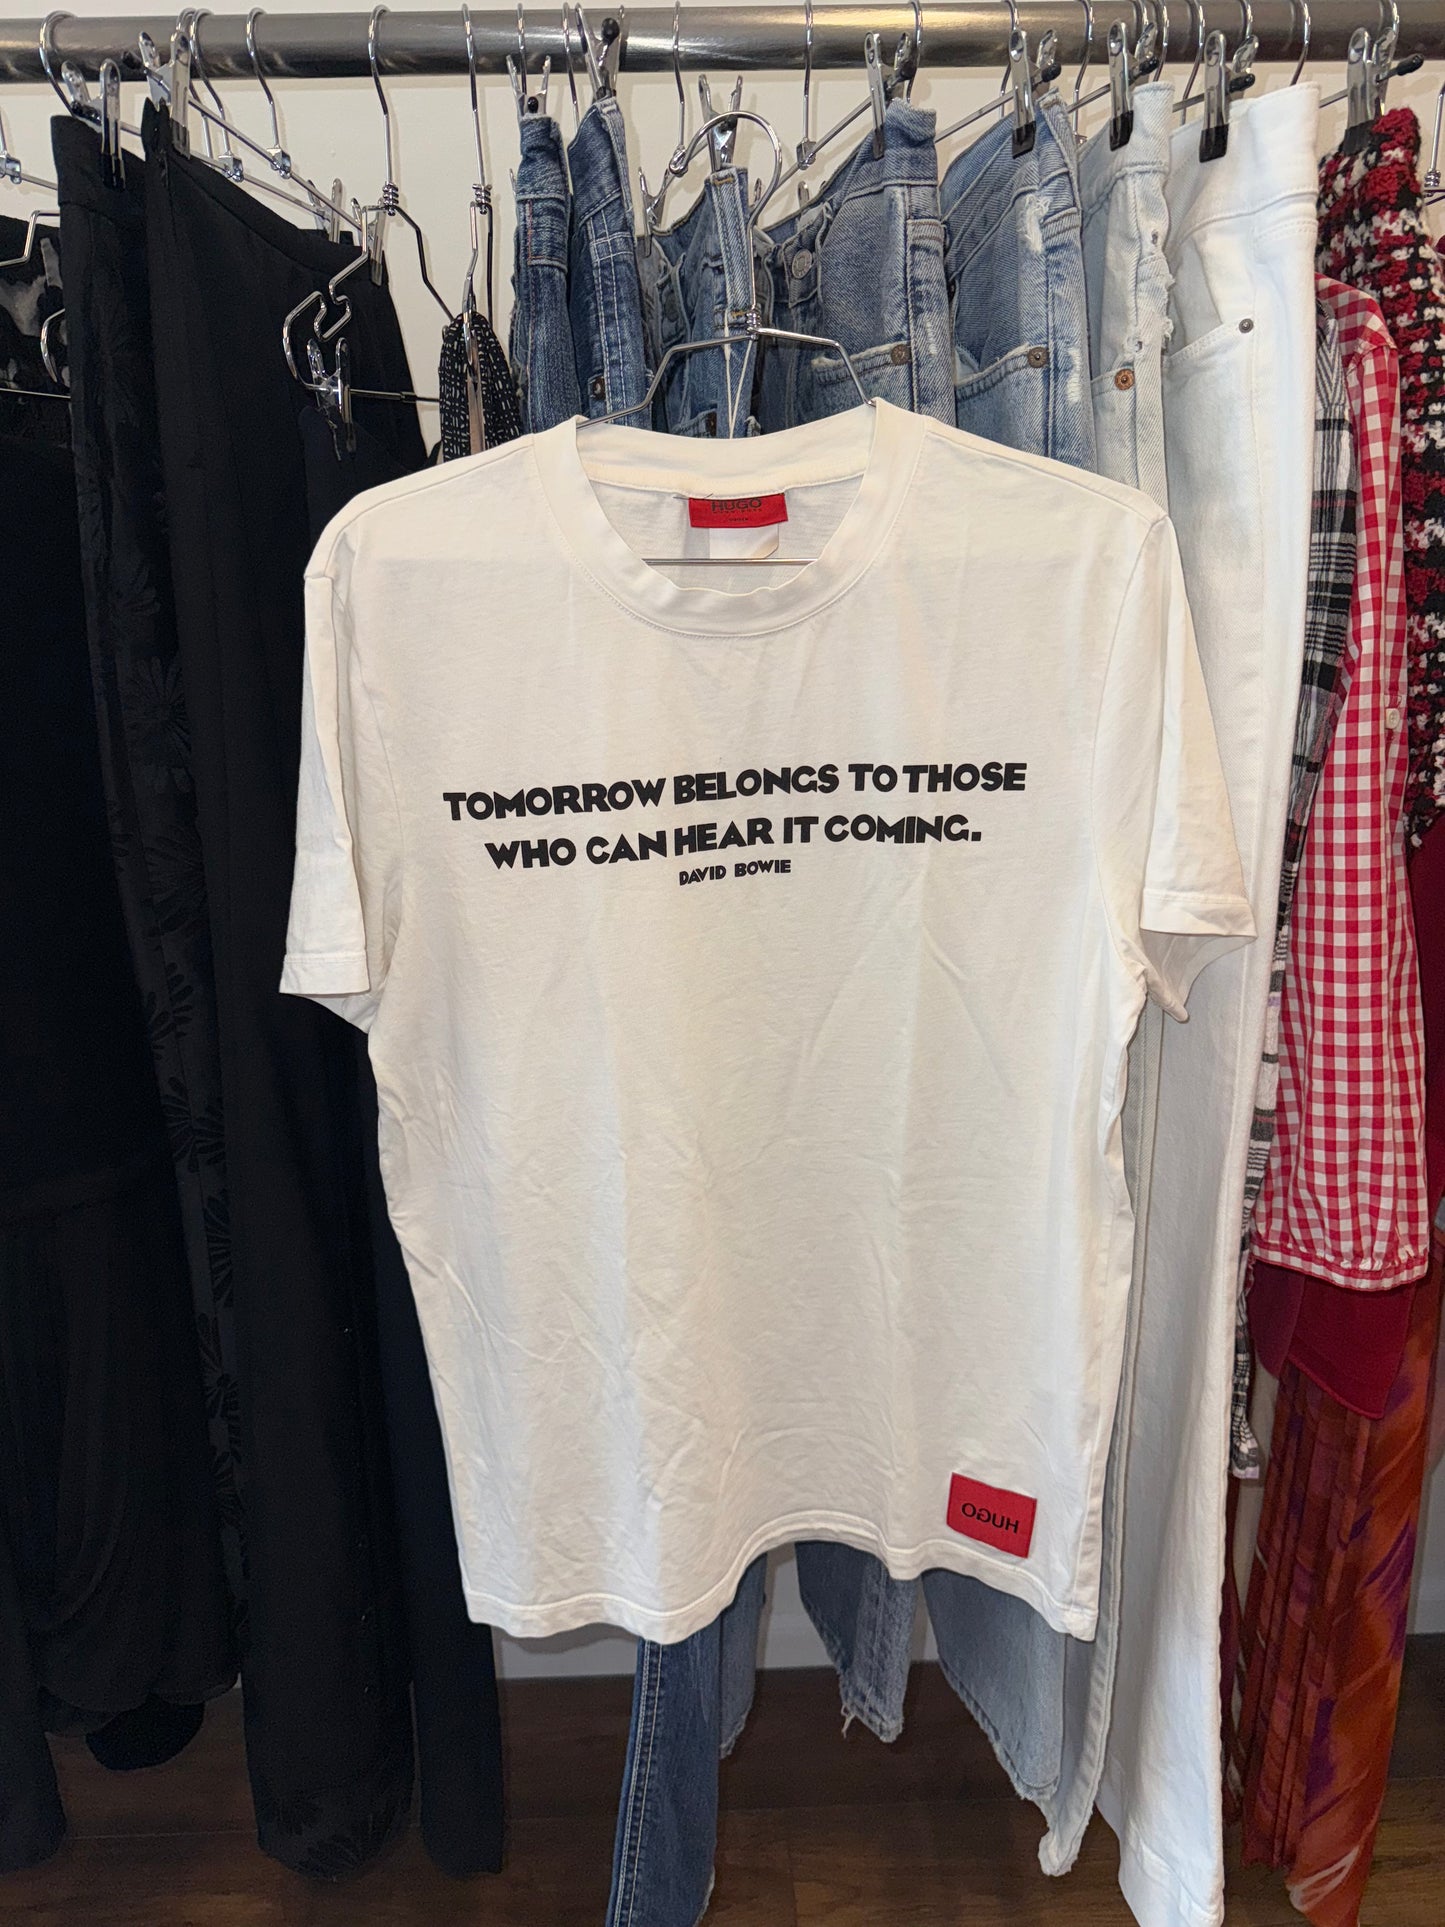 HUGO
TOMORROW BELONGS TO THOSE
WHO CAN HEAR IT COMING.
DAVID BOWIE
HUGO